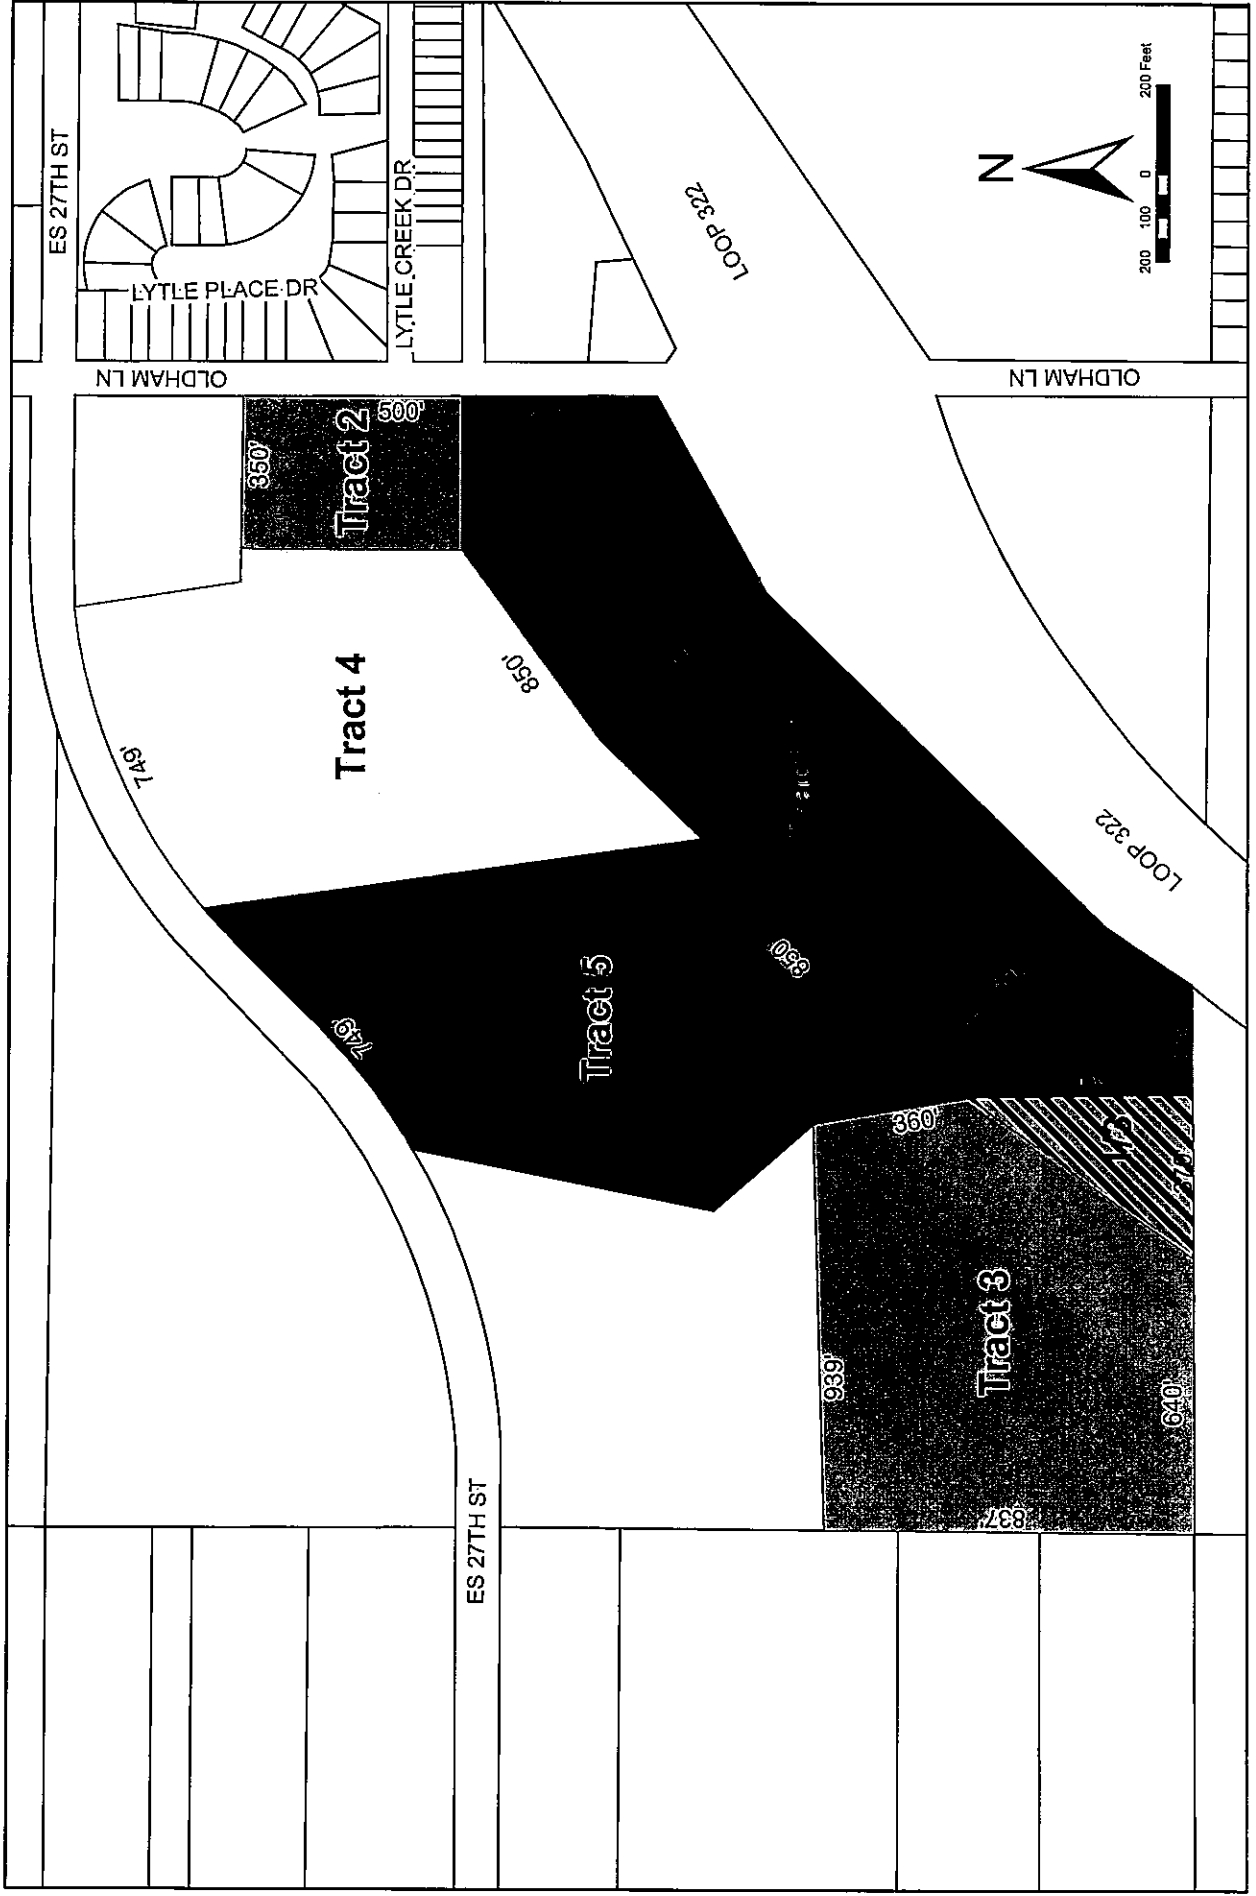 ES 27TH ST
LYTLE PLACE DR
LYTLE CREEK DR
LOOP 322
N
200 100 0 200 Feet
OLDHAM LN
OLDHAM LN
350'
500'
Tract 2
Tract 4
749'
850'
Tract 5
749'
850'
LOOP 322
360'
Tract 3
939'
640'
837'
ES 27TH ST